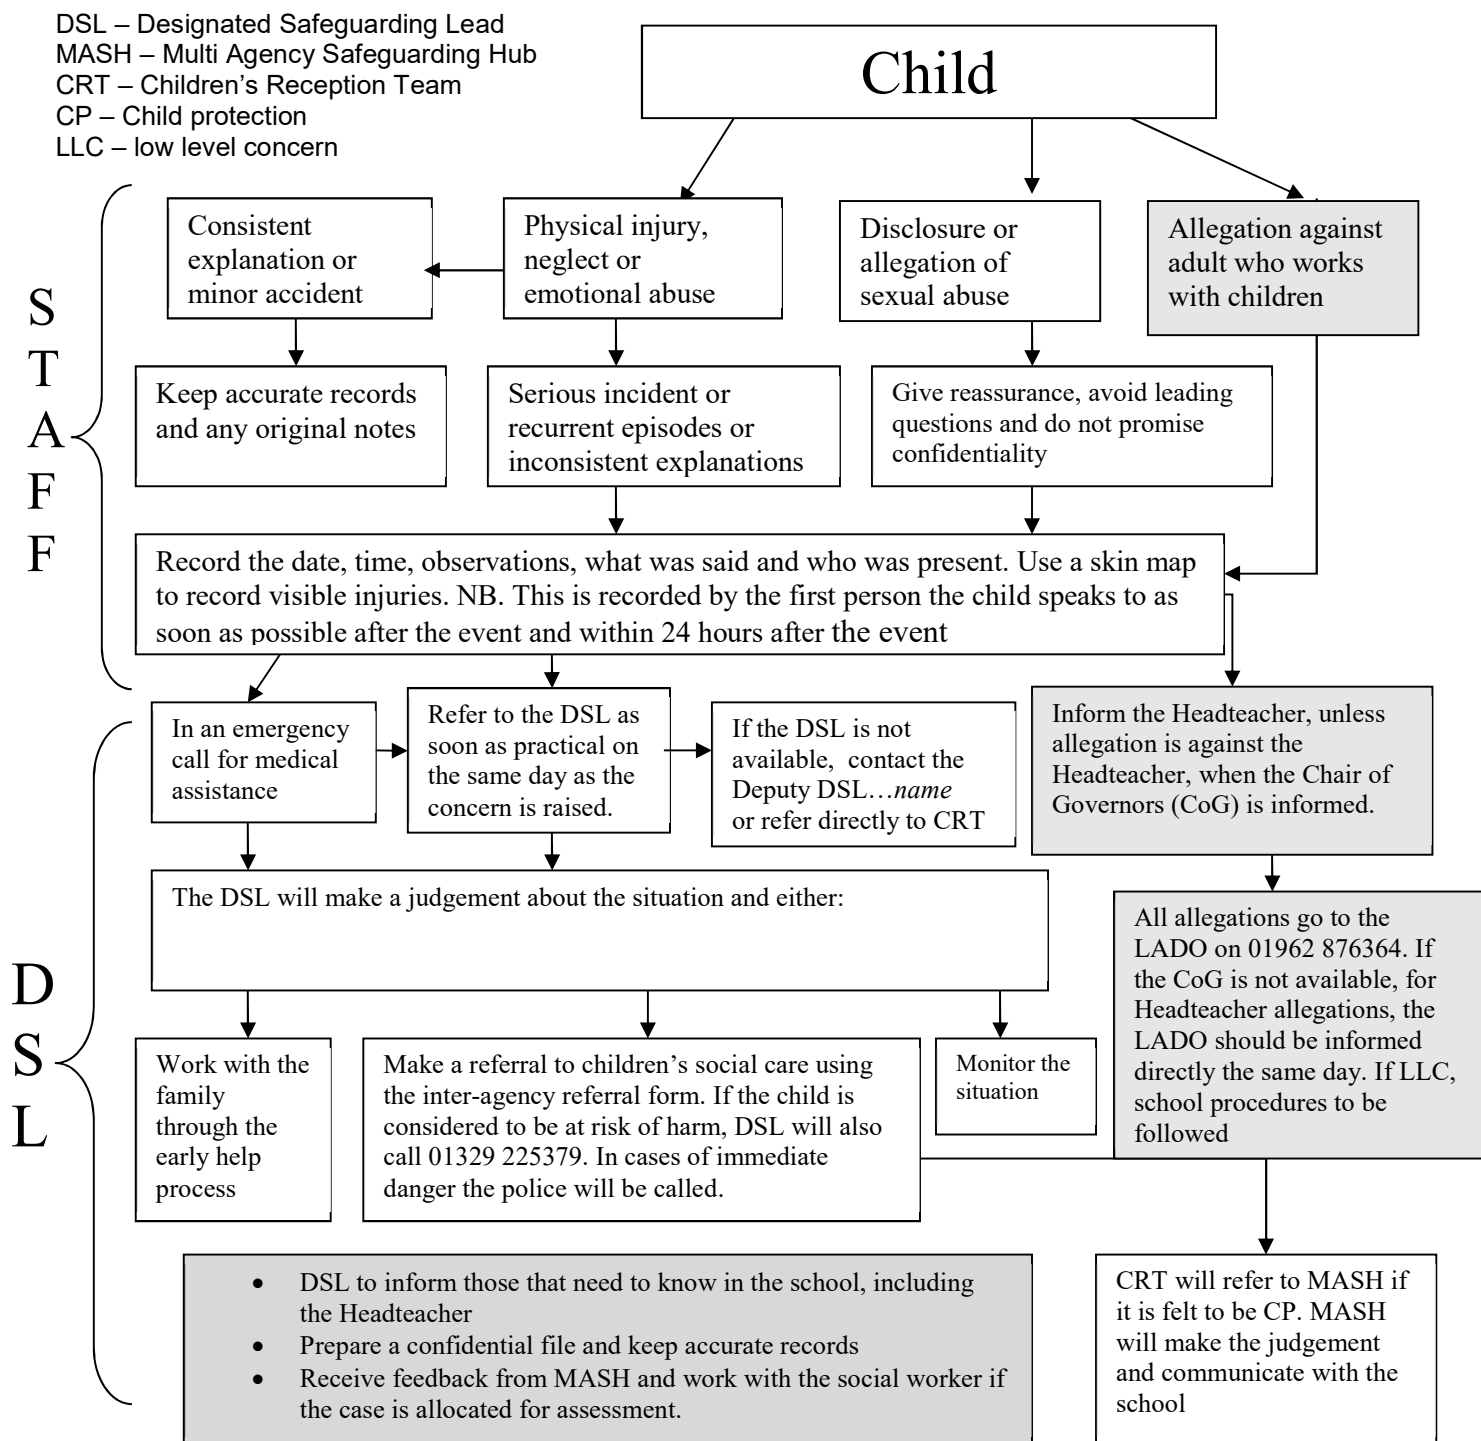 DSL – Designated Safeguarding Lead
MASH – Multi Agency Safeguarding Hub
CRT – Children's Reception Team
CP – Child protection
LLC – low level concern
Child
S
T
A
F
F
Consistent
explanation or
minor accident
Physical injury,
neglect or
emotional abuse
Disclosure or
allegation of
sexual abuse
Allegation against
adult who works
with children
Keep accurate records
and any original notes
Serious incident or
recurrent episodes or
inconsistent explanations
Give reassurance, avoid leading
questions and do not promise
confidentiality
Record the date, time, observations, what was said and who was present. Use a skin map
to record visible injuries. NB. This is recorded by the first person the child speaks to as
soon as possible after the event and within 24 hours after the event
D
S
L
In an emergency
call for medical
assistance
Refer to the DSL as
soon as practical on
the same day as the
concern is raised.
If the DSL is not
available, contact the
Deputy DSL…name
or refer directly to CRT
Inform the Headteacher, unless
allegation is against the
Headteacher, when the Chair of
Governors (CoG) is informed.
The DSL will make a judgement about the situation and either:
All allegations go to the
LADO on 01962 876364. If
the CoG is not available, for
Headteacher allegations, the
LADO should be informed
directly the same day. If LLC,
school procedures to be
followed
Work with the
family
through the
early help
process
Make a referral to children's social care using
the inter-agency referral form. If the child is
considered to be at risk of harm, DSL will also
call 01329 225379. In cases of immediate
danger the police will be called.
Monitor the
situation
• DSL to inform those that need to know in the school, including
the Headteacher
• Prepare a confidential file and keep accurate records
• Receive feedback from MASH and work with the social worker if
the case is allocated for assessment.
CRT will refer to MASH if
it is felt to be CP. MASH
will make the judgement
and communicate with the
school